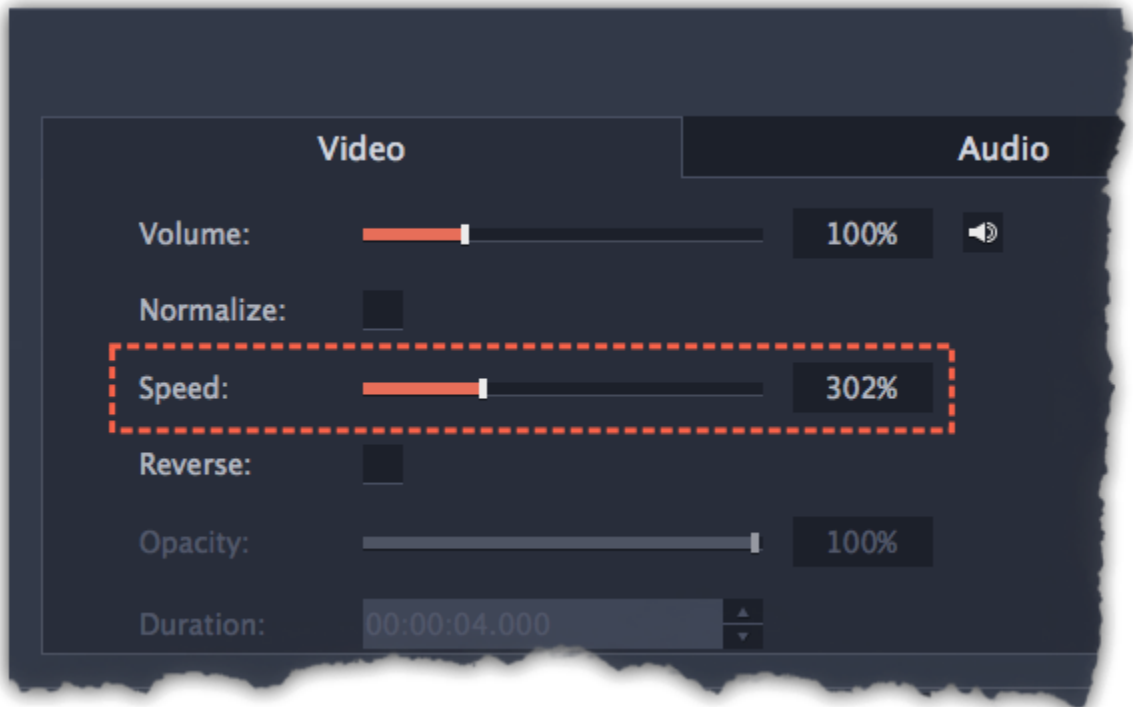 Video Audio
Volume: 100%
Normalize:
Speed: 302%
Reverse:
Opacity: 100%
Duration: 00:00:04.000